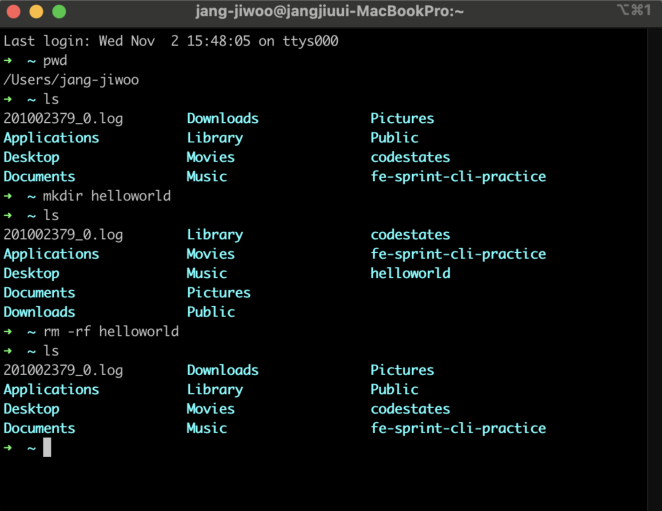 jang-jiwoo@jangjiuui-MacBookPro:~ ⌥⌘1
Last login: Wed Nov  2 15:48:05 on ttys000
➜  ~ pwd
/Users/jang-jiwoo
➜  ~ ls
201002379_0.log        Downloads              Pictures
Applications           Library                Public
Desktop                Movies                 codestates
Documents              Music                  fe-sprint-cli-practice
➜  ~ mkdir helloworld
➜  ~ ls
201002379_0.log        Library                codestates
Applications           Movies                 fe-sprint-cli-practice
Desktop                Music                  helloworld
Documents              Pictures
Downloads              Public
➜  ~ rm -rf helloworld
➜  ~ ls
201002379_0.log        Downloads              Pictures
Applications           Library                Public
Desktop                Movies                 codestates
Documents              Music                  fe-sprint-cli-practice
➜  ~